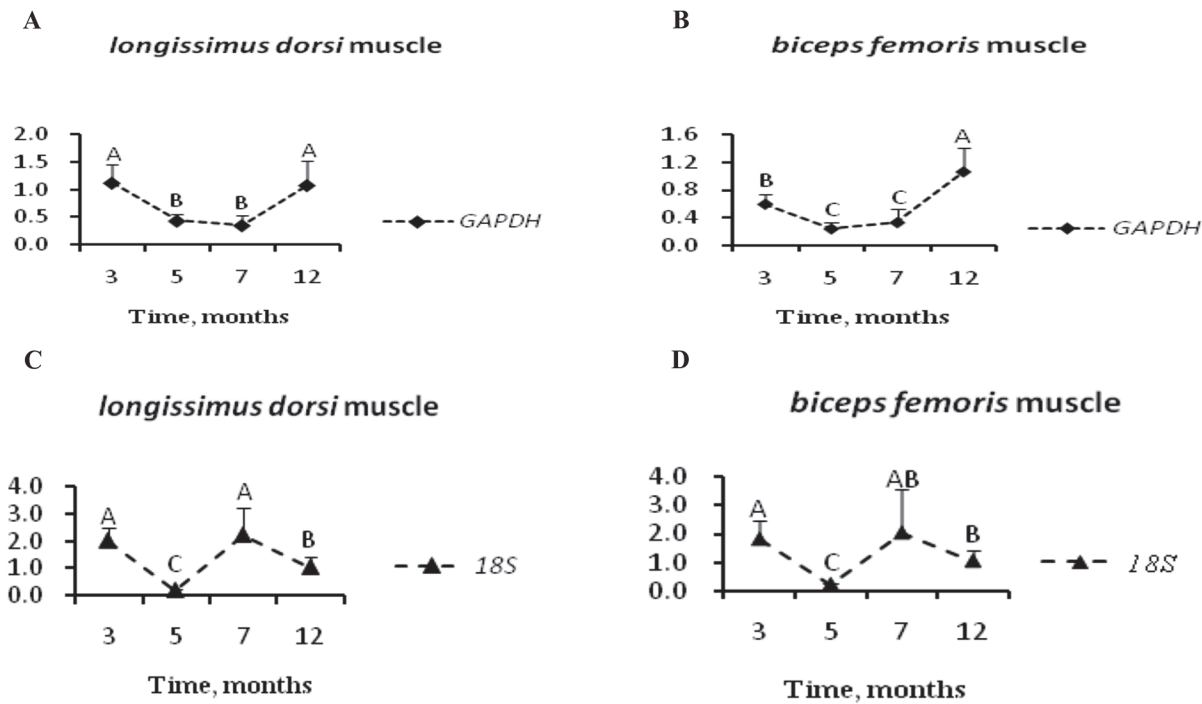 A
longissimus dorsi muscle
2.0
1.5
1.0
0.5
0.0
A
B
B
A
GAPDH
3 5 7 12
Time, months
B
biceps femoris muscle
1.6
1.2
0.8
0.4
0.0
B
C
C
A
GAPDH
3 5 7 12
Time, months
C
longissimus dorsi muscle
4.0
3.0
2.0
1.0
0.0
A
C
A
B
18S
3 5 7 12
Time, months
D
biceps femoris muscle
4.0
3.0
2.0
1.0
0.0
A
C
AB
B
18S
3 5 7 12
Time, months